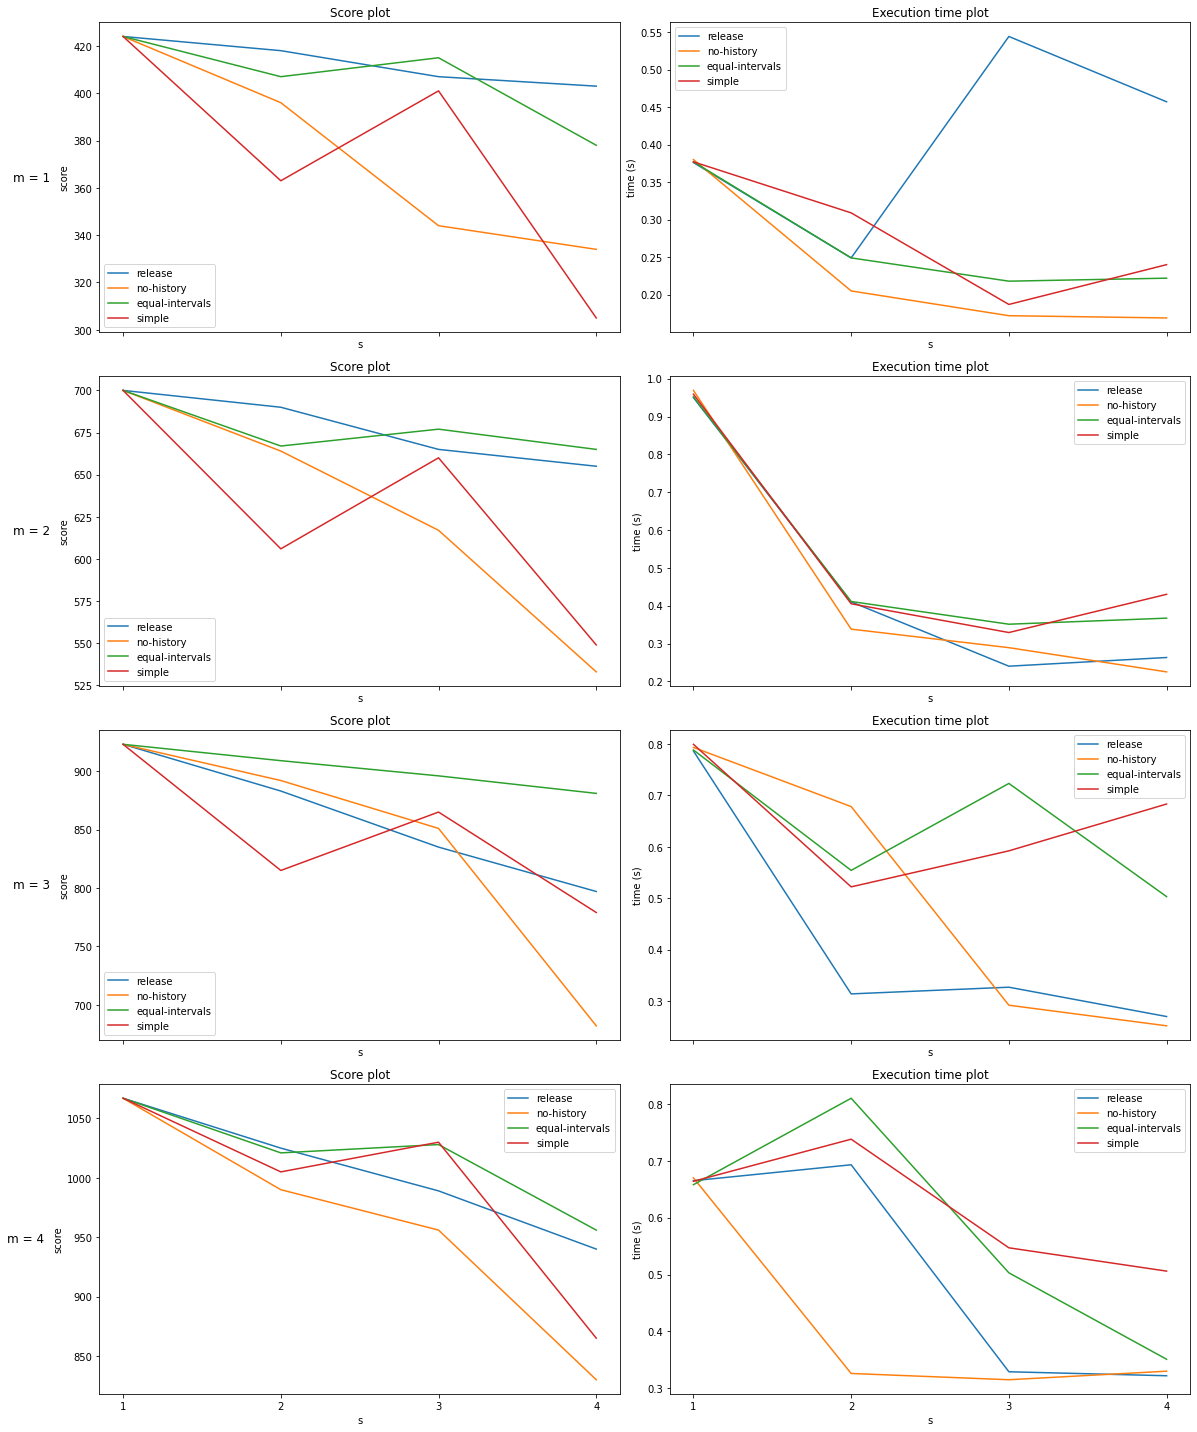 Score plot
420
400
380
360
340
320
300
score
m = 1
release
no-history
equal-intervals
simple
s
Execution time plot
0.55
0.50
0.45
0.40
0.35
0.30
0.25
0.20
time (s)
release
no-history
equal-intervals
simple
s
Score plot
700
675
650
625
600
575
550
525
score
m = 2
release
no-history
equal-intervals
simple
s
Execution time plot
1.0
0.9
0.8
0.7
0.6
0.5
0.4
0.3
0.2
time (s)
release
no-history
equal-intervals
simple
s
Score plot
900
850
800
750
700
score
m = 3
release
no-history
equal-intervals
simple
s
Execution time plot
0.8
0.7
0.6
0.5
0.4
0.3
time (s)
release
no-history
equal-intervals
simple
s
Score plot
1050
1000
950
900
850
score
m = 4
release
no-history
equal-intervals
simple
1 2 3 4
s
Execution time plot
0.8
0.7
0.6
0.5
0.4
0.3
time (s)
release
no-history
equal-intervals
simple
1 2 3 4
s